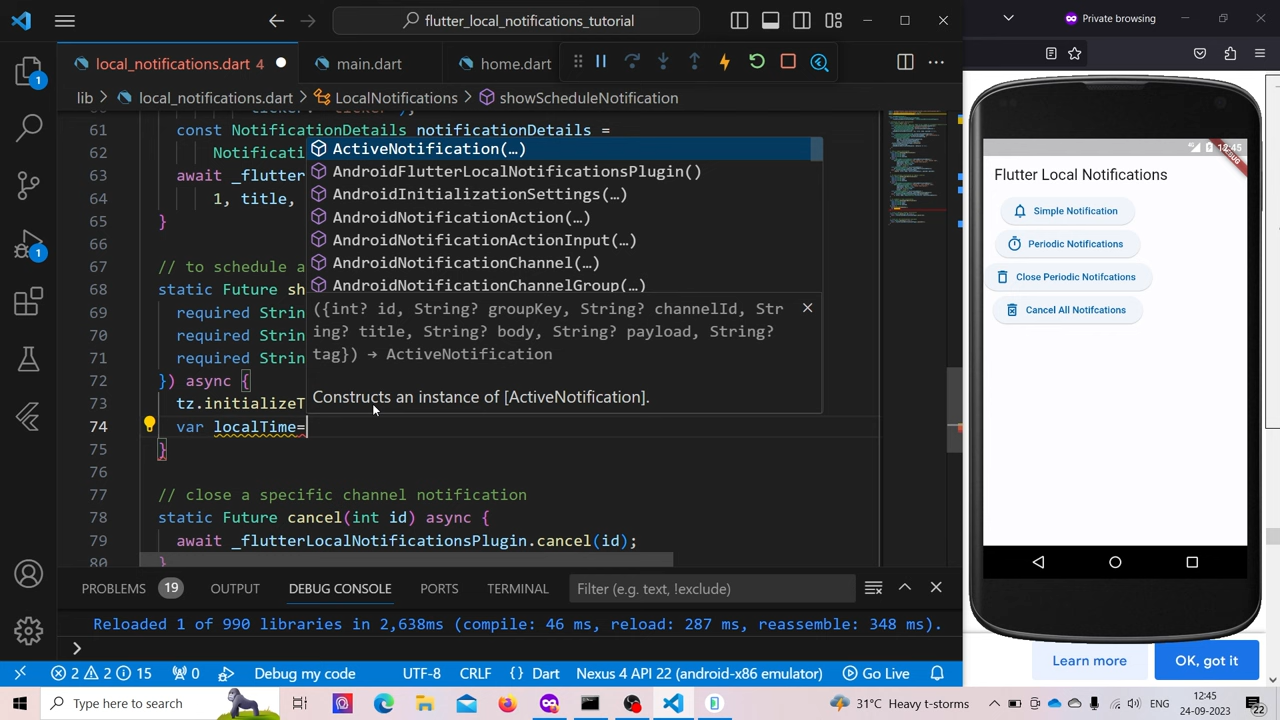 flutter_local_notifications_tutorial
local_notifications.dart 4
main.dart
home.dart
lib > local_notifications.dart > LocalNotifications > showScheduleNotification
61 const NotificationDetails notificationDetails =
62 Notificati
63 await _flutter
64 1, title,
65 }
66
67 // to schedule a
68 static Future sh
69 required Strin
70 required Strin
71 required Strin
72 }) async {
73 tz.initializeT
74 var localTime=
75 }
76
77 // close a specific channel notification
78 static Future cancel(int id) async {
79 await _flutterLocalNotificationsPlugin.cancel(id);
80 }
ActiveNotification(…)
AndroidFlutterLocalNotificationsPlugin()
AndroidInitializationSettings(…)
AndroidNotificationAction(…)
AndroidNotificationActionInput(…)
AndroidNotificationChannel(…)
AndroidNotificationChannelGroup(…)
({int? id, String? groupKey, String? channelId, Str
ing? title, String? body, String? payload, String?
tag}) → ActiveNotification
Constructs an instance of [ActiveNotification].
1
1
PROBLEMS 19 OUTPUT DEBUG CONSOLE PORTS TERMINAL Filter (e.g. text, !exclude)
Reloaded 1 of 990 libraries in 2,638ms (compile: 46 ms, reload: 287 ms, reassemble: 348 ms).
2 2 15 0 Debug my code UTF-8 CRLF {} Dart Nexus 4 API 22 (android-x86 emulator) Go Live
Private browsing
12:45
DEBUG
Flutter Local Notifications
Simple Notification
Periodic Notifications
Close Periodic Notifcations
Cancel All Notifcations
Learn more
OK, got it
Type here to search
31°C Heavy t-storms
ENG
12:45
24-09-2023
22